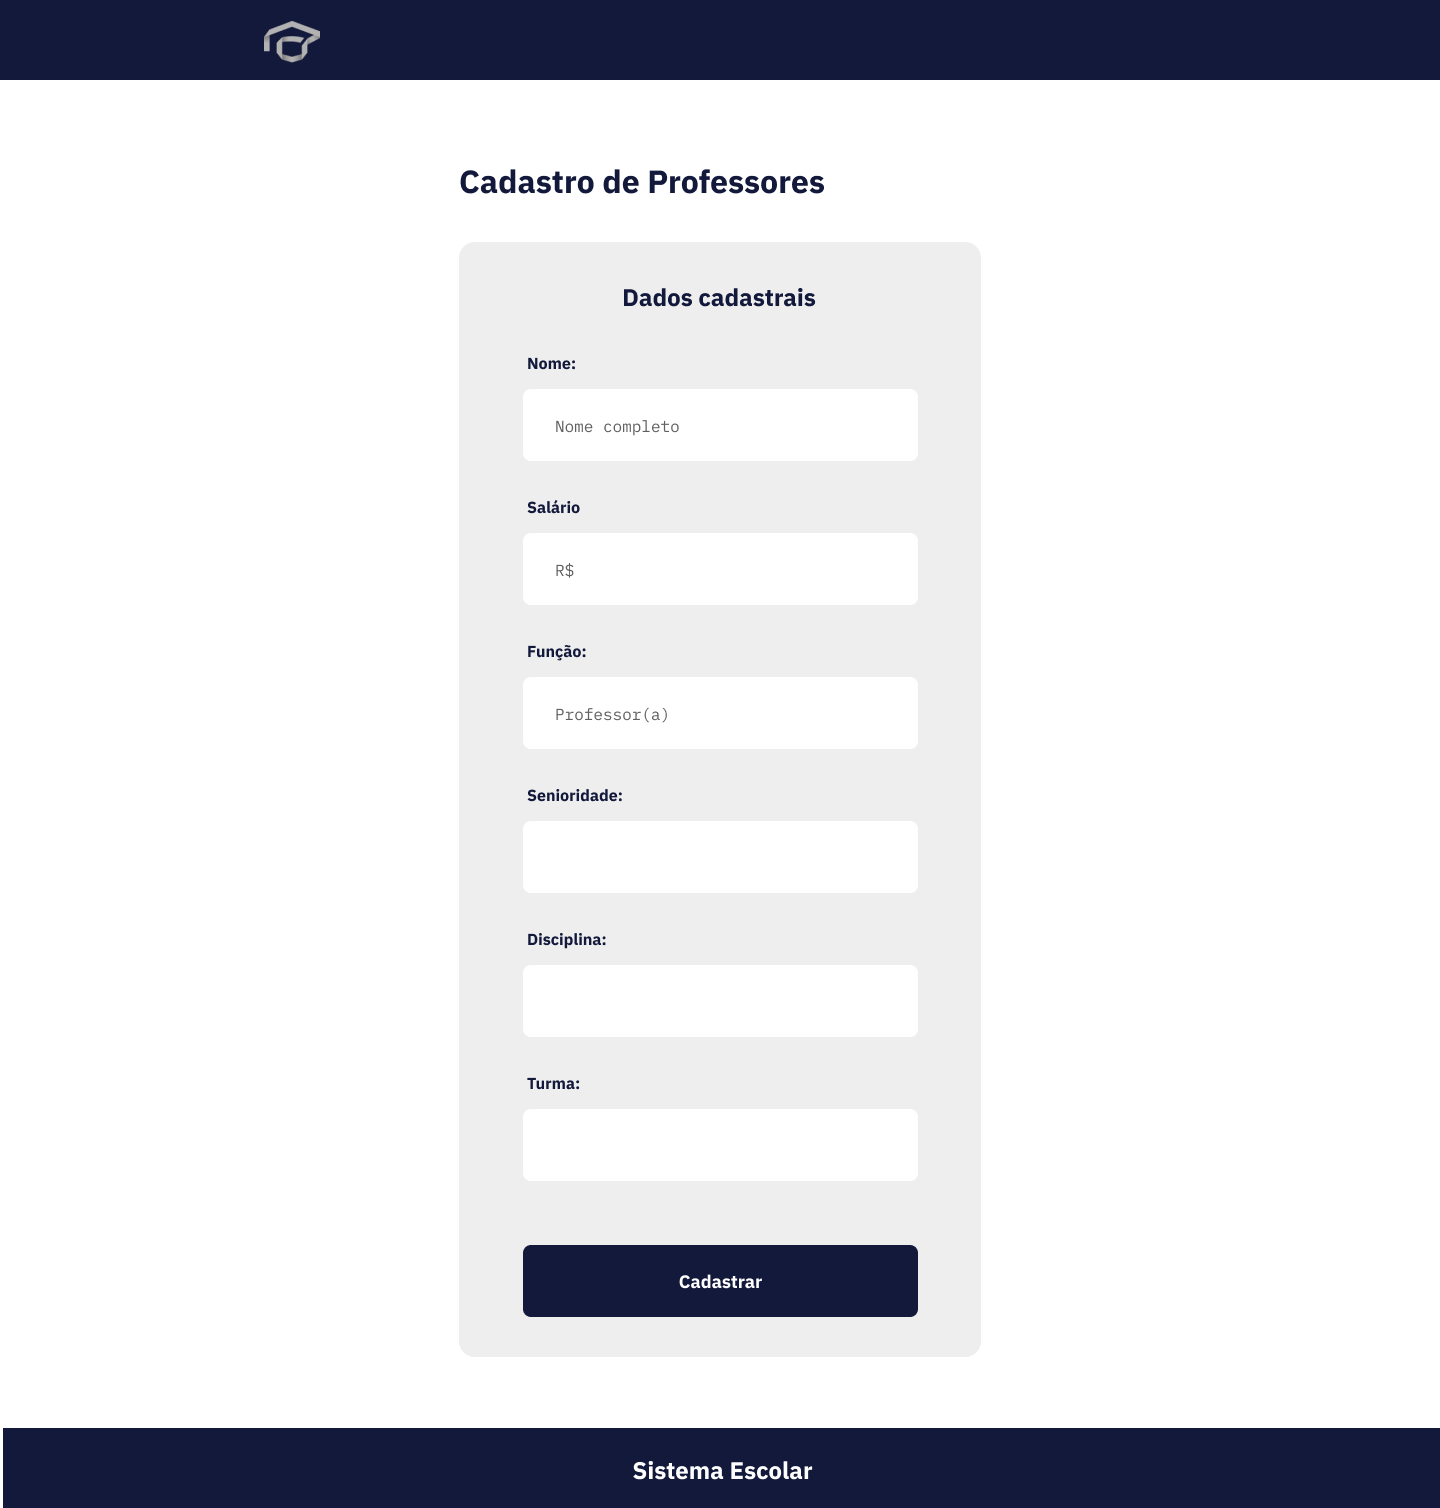 Cadastro de Professores
Dados cadastrais
Nome:
Nome completo
Salário
R$
Função:
Professor(a)
Senioridade:
Disciplina:
Turma:
Cadastrar
Sistema Escolar